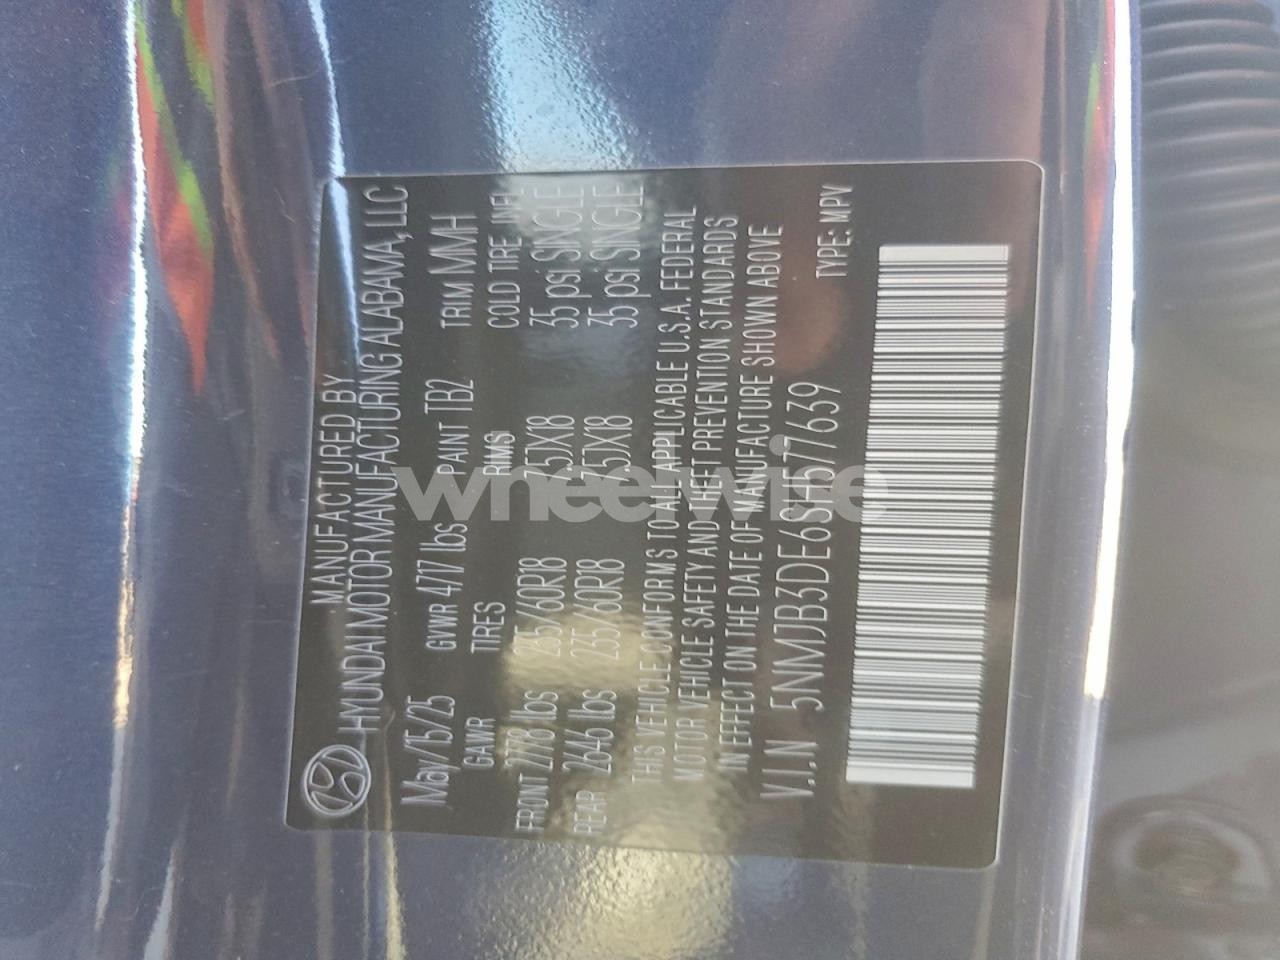 MANUFACTURED BY
HYUNDAI MOTOR MANUFACTURING ALABAMA, LLC
May/15/25 GVWR 4717 lbs PAINT TB2 TRIM MMH
GAWR TIRES RIMS COLD TIRE INFL
FRONT 2778 lbs 235/60R18 7.5JX18 35 psi SINGLE
REAR 2646 lbs 235/60R18 7.5JX18 35 psi SINGLE
THIS VEHICLE CONFORMS TO ALL APPLICABLE U.S.A. FEDERAL
MOTOR VEHICLE SAFETY AND THEFT PREVENTION STANDARDS
IN EFFECT ON THE DATE OF MANUFACTURE SHOWN ABOVE
V.I.N 5NMJB3DE6SH577639 TYPE: MPV
wheelwise